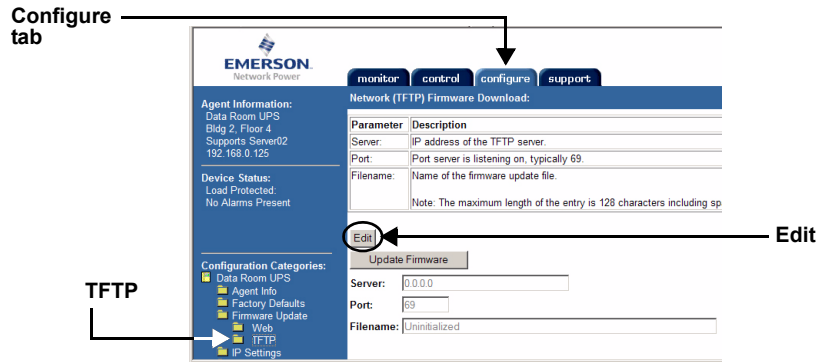 Configure
tab
EMERSON.
Network Power
monitor control configure support
Agent Information:
Data Room UPS
Bldg 2, Floor 4
Supports Server02
192.168.0.125
Device Status:
Load Protected:
No Alarms Present
Configuration Categories:
Data Room UPS
Agent Info
Factory Defaults
Firmware Update
Web
TFTP
IP Settings
Network (TFTP) Firmware Download:
Parameter Description
Server: IP address of the TFTP server.
Port: Port server is listening on, typically 69.
Filename: Name of the firmware update file.
Note: The maximum length of the entry is 128 characters including sp
Edit
Update Firmware
Server: 0.0.0.0
Port: 69
Filename: Uninitialized
Edit
TFTP